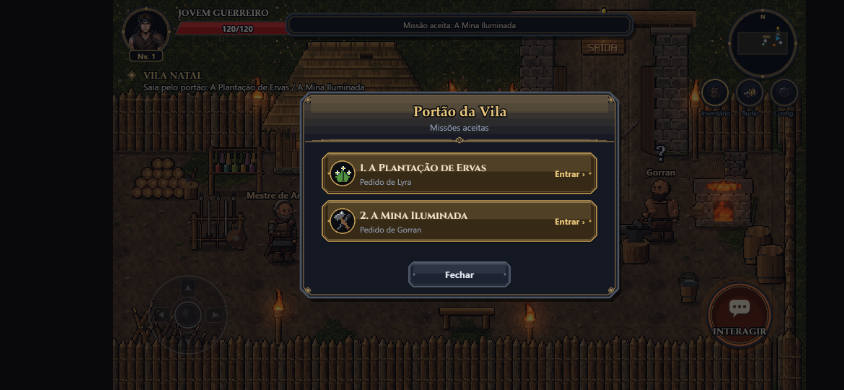 JOVEM GUERREIRO
120/120
Nv. 1
Missão aceita: A Mina Iluminada
N
SAÍDA
VILA NATAL
Saia pelo portão: A Plantação de Ervas / A Mina Iluminada
Portão da Vila
Missões aceitas
1. A Plantação de Ervas
Pedido de Lyra
Entrar ›
2. A Mina Iluminada
Pedido de Gorran
Entrar ›
Fechar
Mestre de Ar
?
Gorran
INTERAGIR